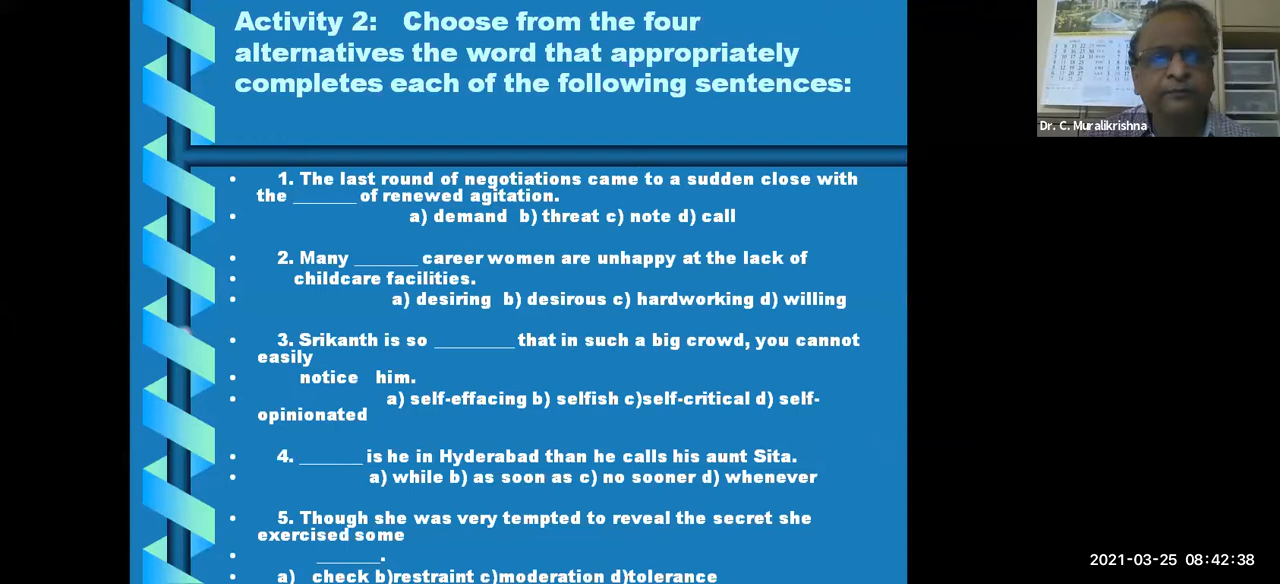 Activity 2: Choose from the four
alternatives the word that appropriately
completes each of the following sentences:
1. The last round of negotiations came to a sudden close with
the _______ of renewed agitation.
a) demand b) threat c) note d) call
2. Many _______ career women are unhappy at the lack of
childcare facilities.
a) desiring b) desirous c) hardworking d) willing
3. Srikanth is so _________ that in such a big crowd, you cannot
easily
notice him.
a) self-effacing b) selfish c)self-critical d) self-
opinionated
4. _______ is he in Hyderabad than he calls his aunt Sita.
a) while b) as soon as c) no sooner d) whenever
5. Though she was very tempted to reveal the secret she
exercised some
_______.
a) check b)restraint c)moderation d)tolerance
Dr. C. Muralikrishna
2021-03-25 08:42:38